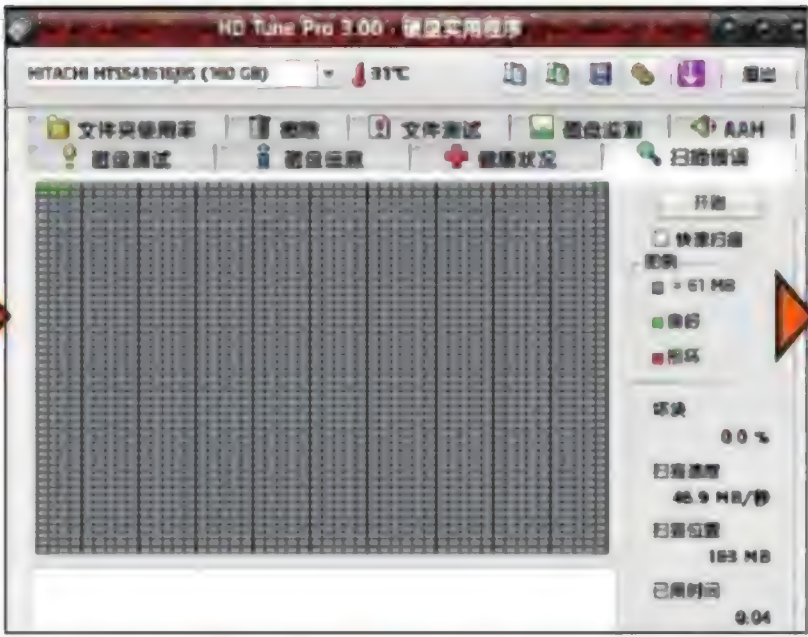 HD Tune Pro 3.00 - 硬盘实用程序
HITACHI HTS541616J9S (160 GB) 31℃ 退出
文件夹使用率 擦除 文件测试 磁盘监测 AAM
磁盘测试 磁盘信息 健康状况 扫描错误
开始
快速扫描
图例
= 61 MB
良好
损坏
坏块
0.0 %
扫描速度
46.9 MB/秒
扫描位置
163 MB
已用时间
0:04